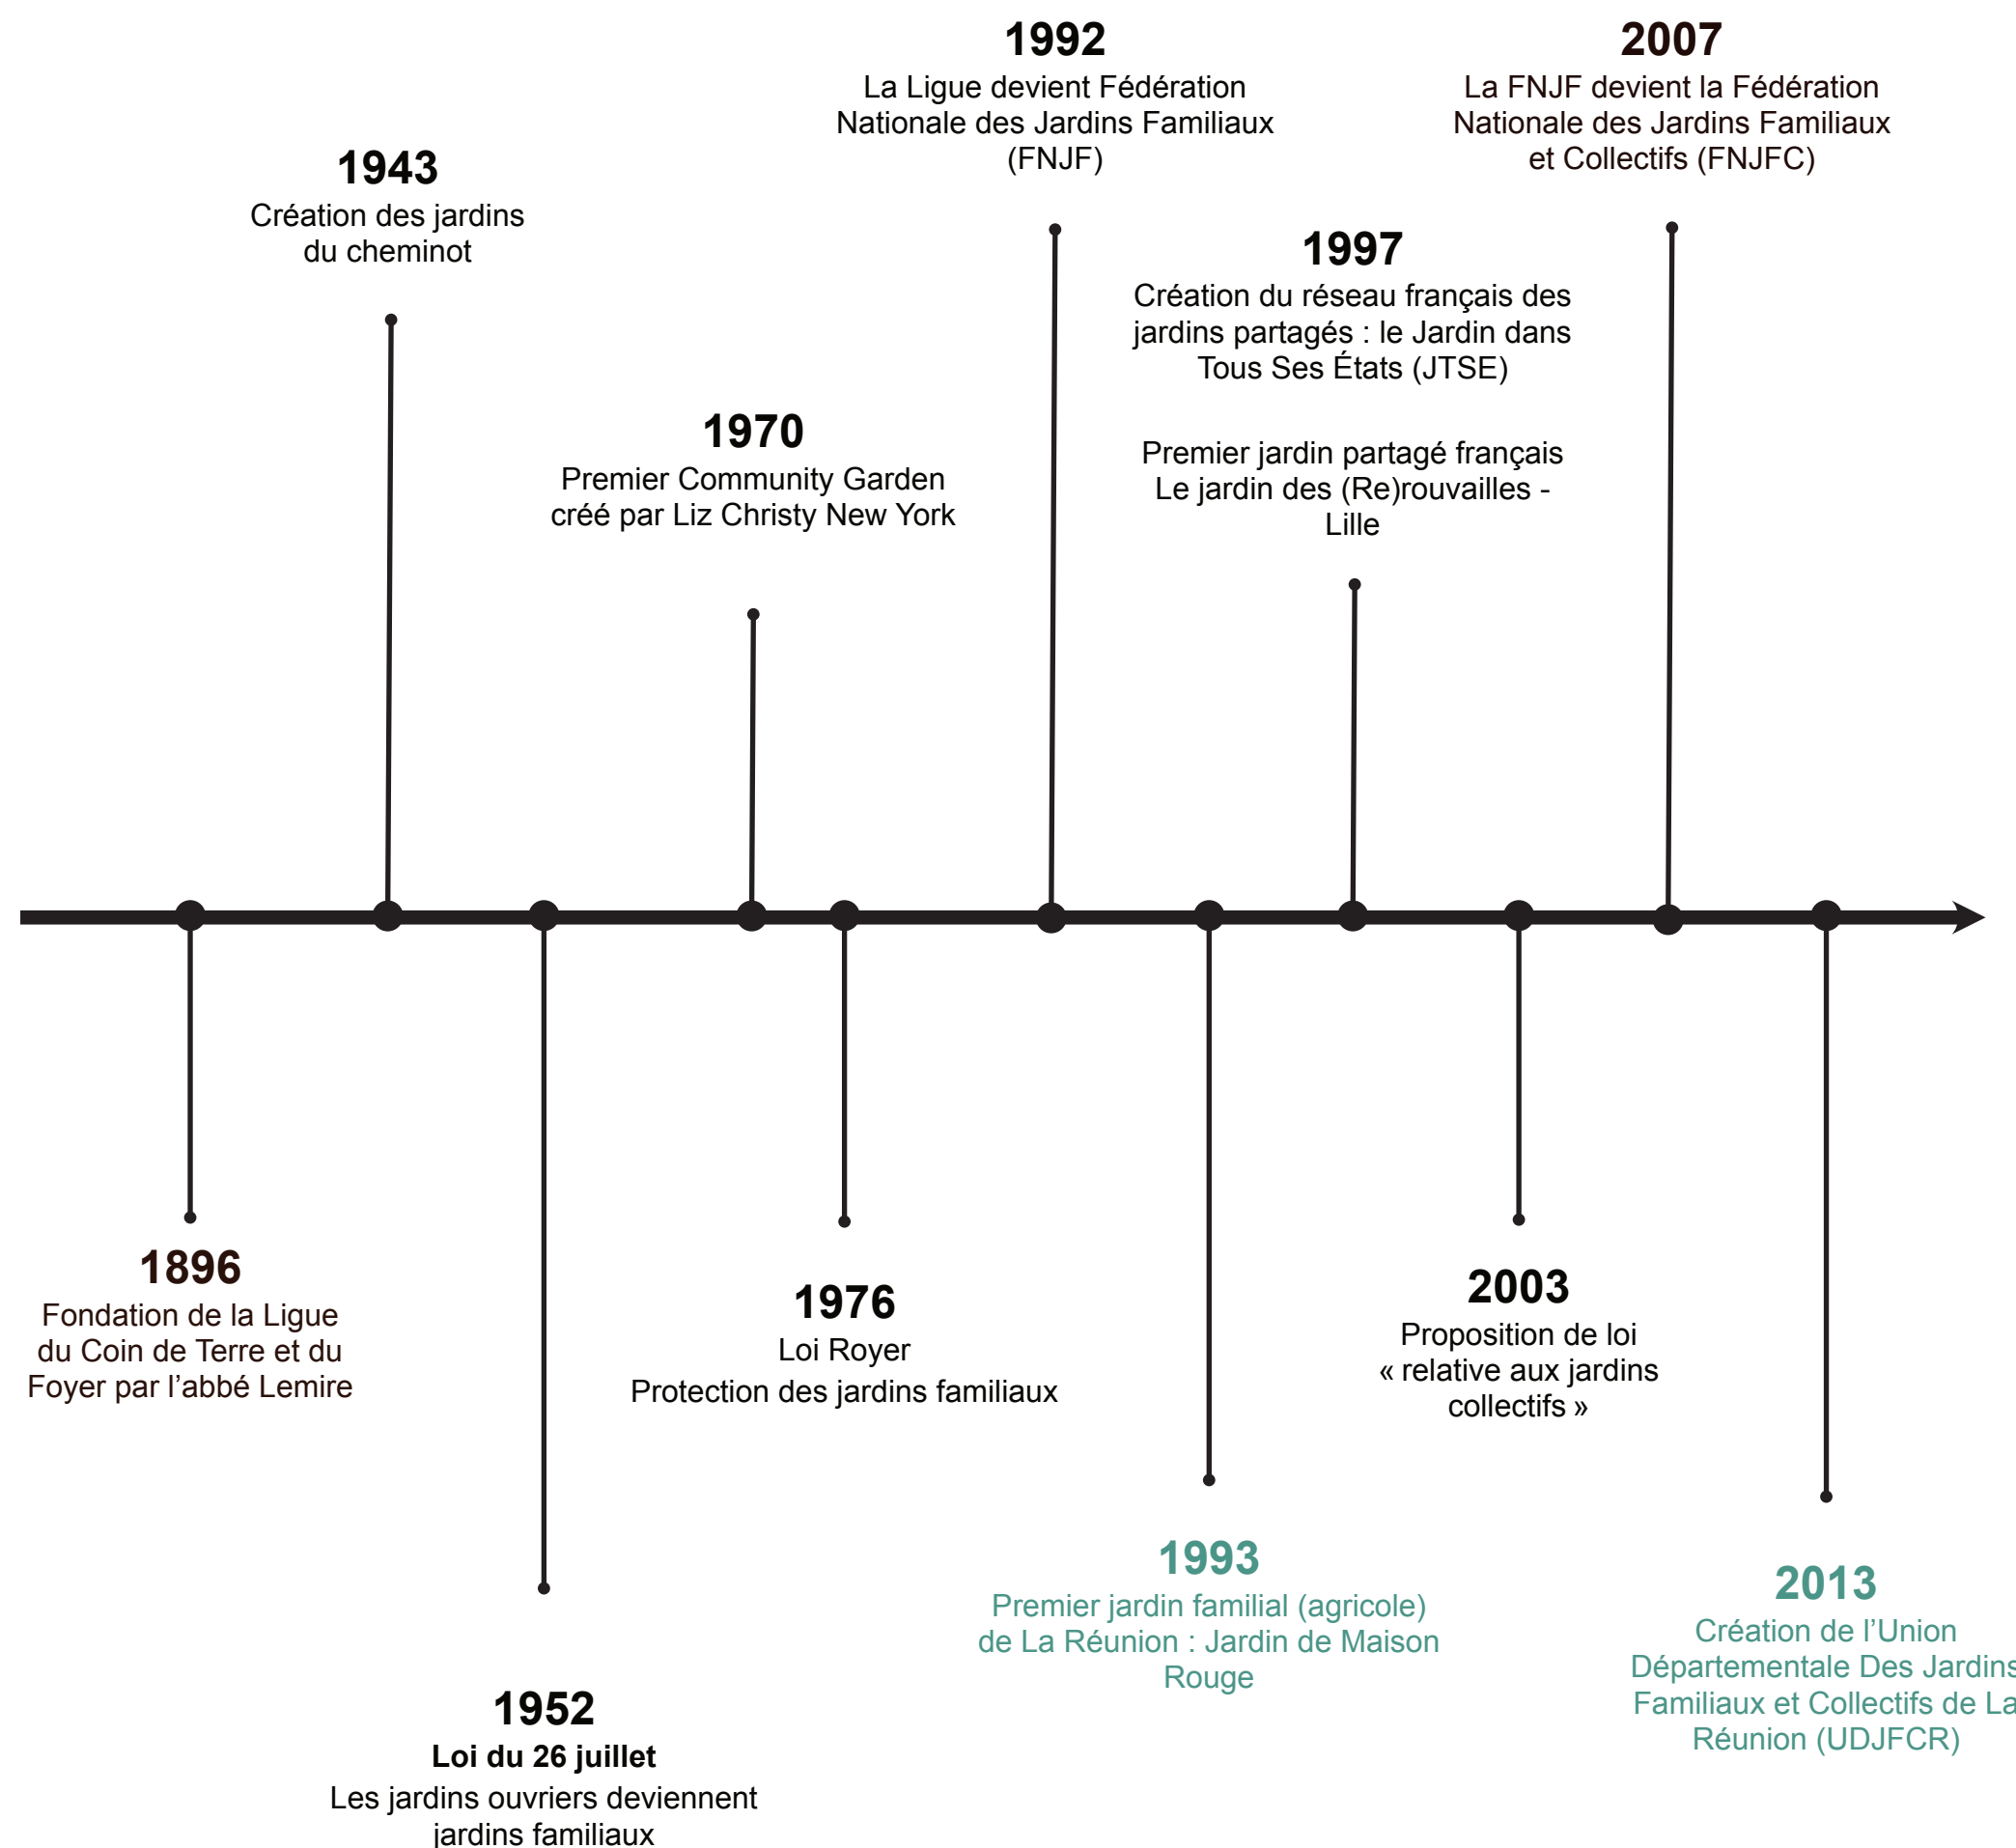 1992
La Ligue devient Fédération
Nationale des Jardins Familiaux
(FNJF)
2007
La FNJF devient la Fédération
Nationale des Jardins Familiaux
et Collectifs (FNJFC)
1943
Création des jardins
du cheminot
1997
Création du réseau français des
jardins partagés : le Jardin dans
Tous Ses États (JTSE)
Premier jardin partagé français
Le jardin des (Re)rouvailles -
Lille
1970
Premier Community Garden
créé par Liz Christy New York
1896
Fondation de la Ligue
du Coin de Terre et du
Foyer par l’abbé Lemire
1976
Loi Royer
Protection des jardins familiaux
2003
Proposition de loi
« relative aux jardins
collectifs »
1993
Premier jardin familial (agricole)
de La Réunion : Jardin de Maison
Rouge
2013
Création de l’Union
Départementale Des Jardins
Familiaux et Collectifs de La
Réunion (UDJFCR)
1952
Loi du 26 juillet
Les jardins ouvriers deviennent
jardins familiaux